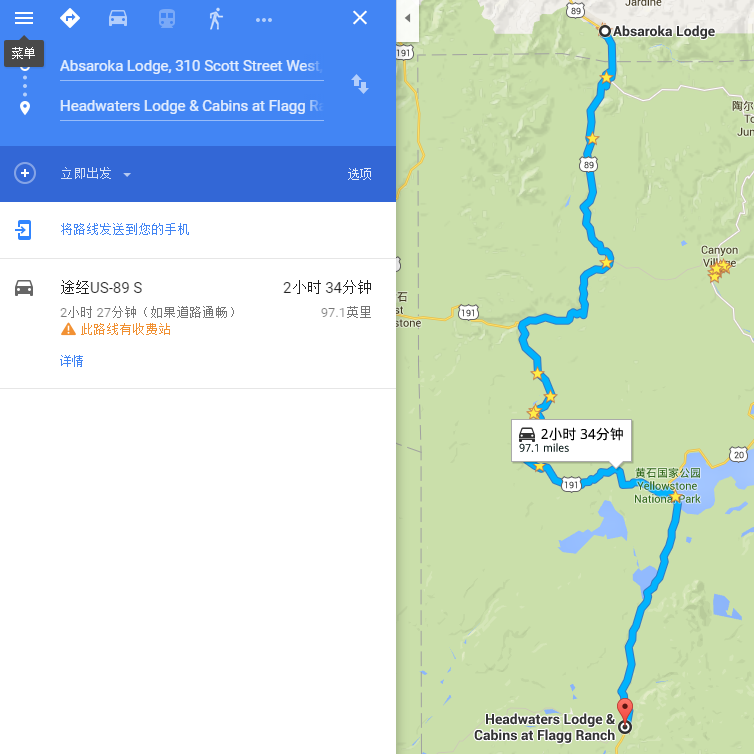 菜单
Absaroka Lodge, 310 Scott Street West,
Headwaters Lodge & Cabins at Flagg Ra
立即出发
选项
将路线发送到您的手机
途经US-89 S
2小时 34分钟
2小时 27分钟（如果道路通畅）
97.1英里
此路线有收费站
详情
Jardine
89
Absaroka Lodge
191
陶尔
To
Jun
89
Canyon
Village
石
st
stone
191
191
2小时 34分钟
97.1 miles
20
黄石国家公园
Yellowstone
National Park
191
Headwaters Lodge &
Cabins at Flagg Ranch